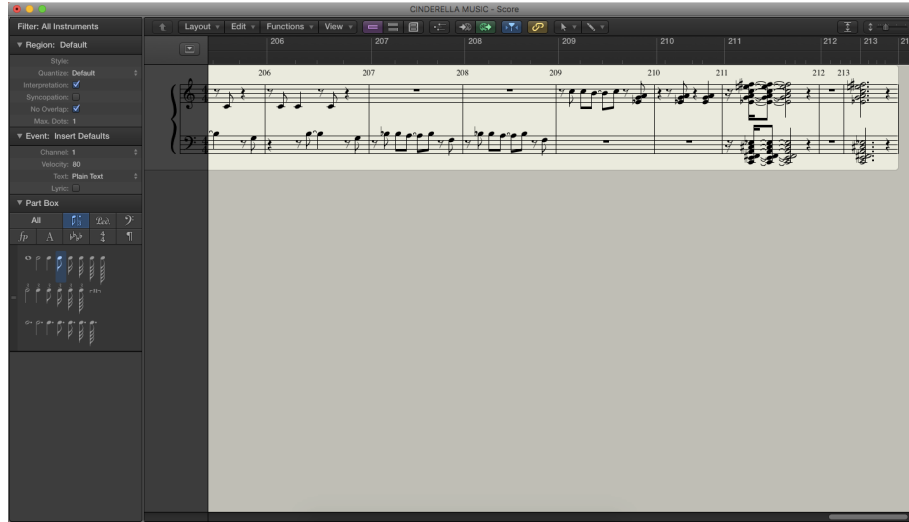 CINDERELLA MUSIC - Score
Filter: All Instruments
Layout Edit Functions View
Region: Default
Style:
Quantize: Default
Interpretation:
Syncopation:
No Overlap:
Max. Dots: 1
Event: Insert Defaults
Channel: 1
Velocity: 80
Text: Plain Text
Lyric:
Part Box
All
206 207 208 209 210 211 212 213 21
206 207 208 209 210 211 212 213